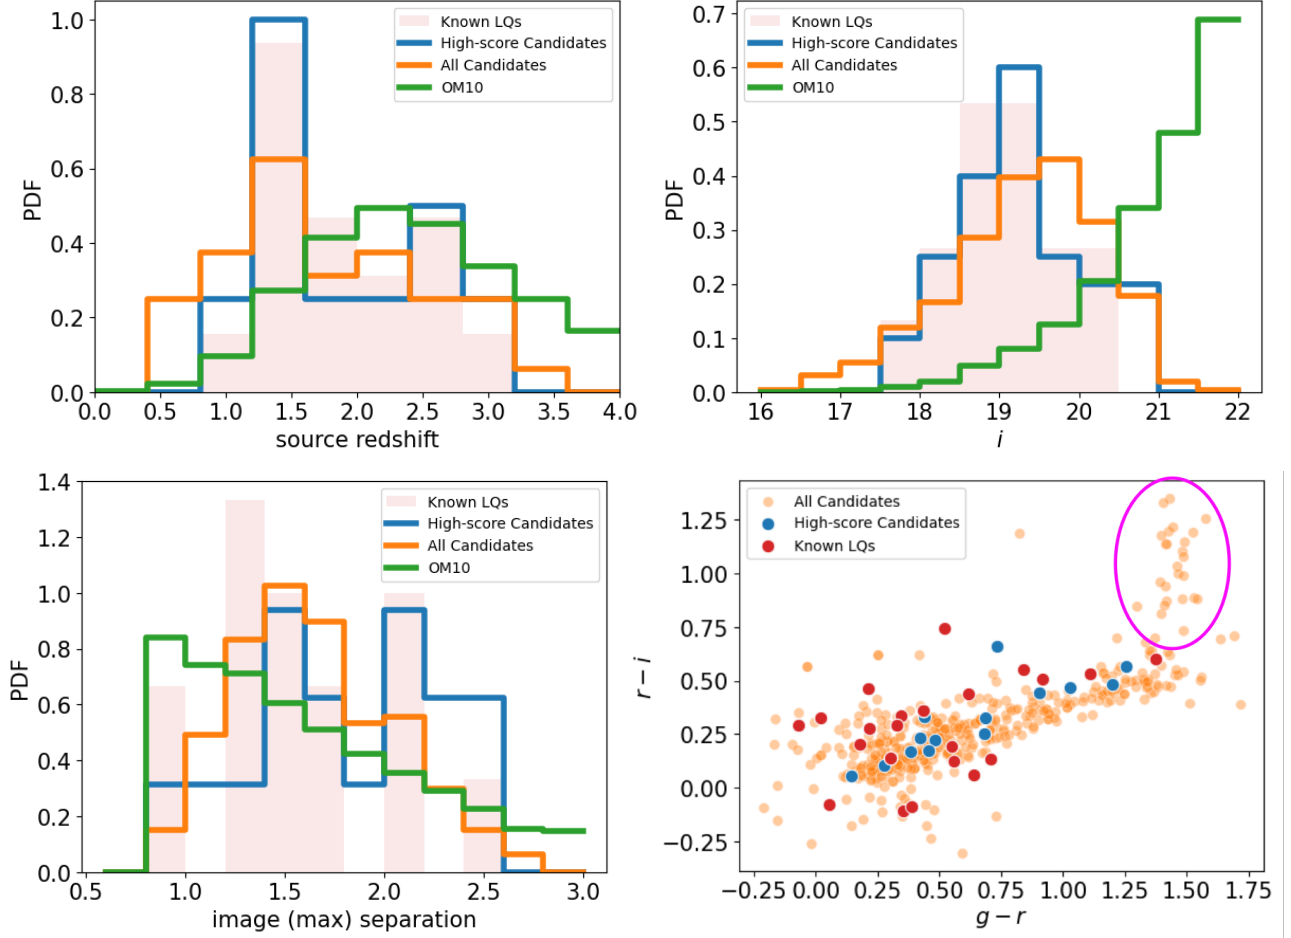 PDF
1.0
0.8
0.6
0.4
0.2
0.0
Known LQs
High-score Candidates
All Candidates
OM10
0.0 0.5 1.0 1.5 2.0 2.5 3.0 3.5 4.0
source redshift
PDF
0.7
0.6
0.5
0.4
0.3
0.2
0.1
0.0
Known LQs
High-score Candidates
All Candidates
OM10
16 17 18 19 20 21 22
i
PDF
1.4
1.2
1.0
0.8
0.6
0.4
0.2
0.0
Known LQs
High-score Candidates
All Candidates
OM10
0.5 1.0 1.5 2.0 2.5 3.0
image (max) separation
r − i
1.25
1.00
0.75
0.50
0.25
0.00
−0.25
All Candidates
High-score Candidates
Known LQs
−0.25 0.00 0.25 0.50 0.75 1.00 1.25 1.50 1.75
g − r